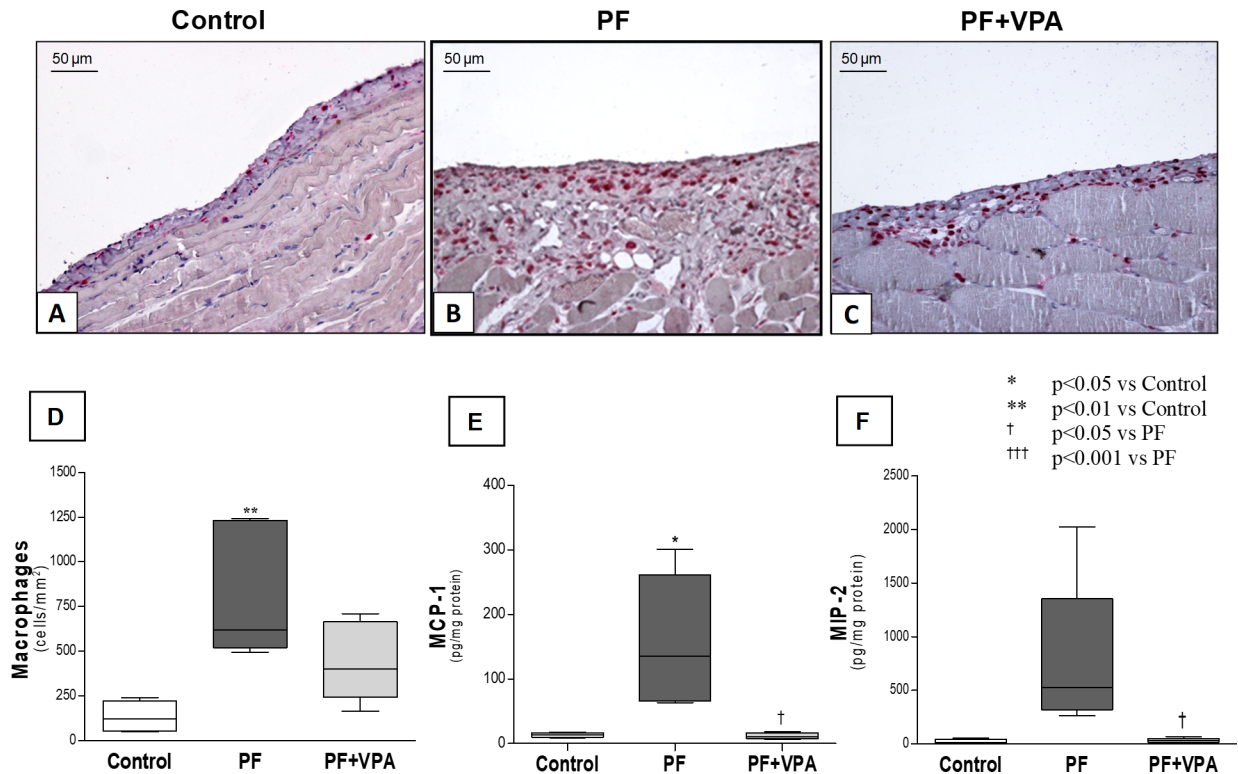 Control
PF
PF+VPA
50 µm
50 µm
50 µm
A
B
C
* p<0.05 vs Control
** p<0.01 vs Control
† p<0.05 vs PF
††† p<0.001 vs PF
D
E
F
Macrophages
(cells/mm²)
1500
1250
1000
750
500
250
0
**
Control
PF
PF+VPA
MCP-1
(pg/mg protein)
400
300
200
100
0
*
†
Control
PF
PF+VPA
MIP-2
(pg/mg protein)
2500
2000
1500
1000
500
0
†
Control
PF
PF+VPA